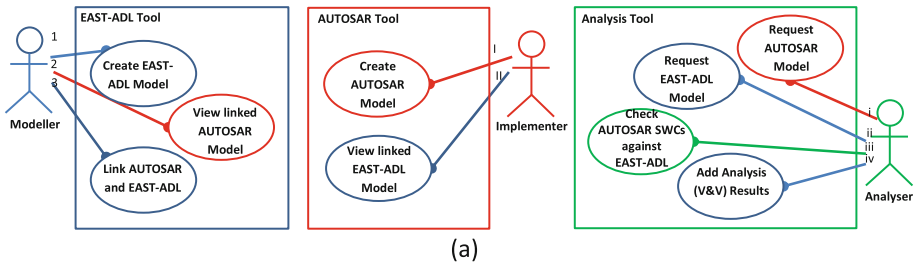 EAST-ADL Tool
1
2
3
Modeller
Create EAST-
ADL Model
View linked
AUTOSAR
Model
Link AUTOSAR
and EAST-ADL
AUTOSAR Tool
I
II
Create
AUTOSAR
Model
View linked
EAST-ADL
Model
Implementer
Analysis Tool
Request
AUTOSAR
Model
Request
EAST-ADL
Model
Check
AUTOSAR SWCs
against
EAST-ADL
Add Analysis
(V&V) Results
i
ii
iii
iv
Analyser
(a)